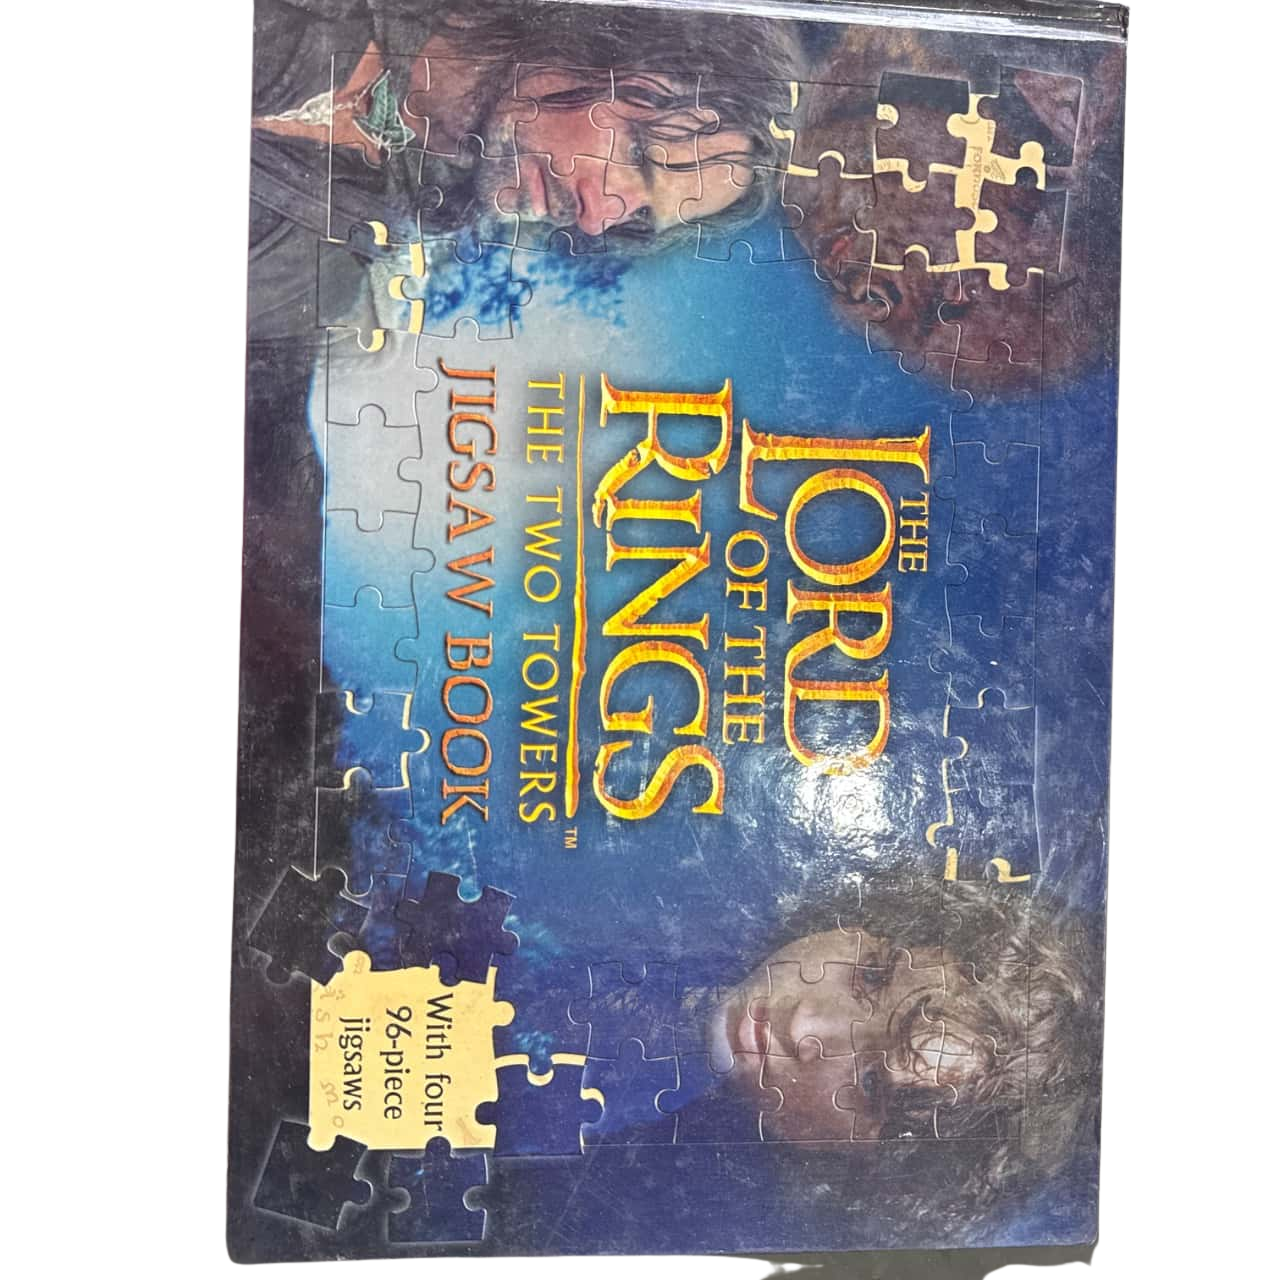 THE
LORD
OF THE
RINGS
THE TWO TOWERS™
JIGSAW BOOK
With four
96-piece
jigsaws